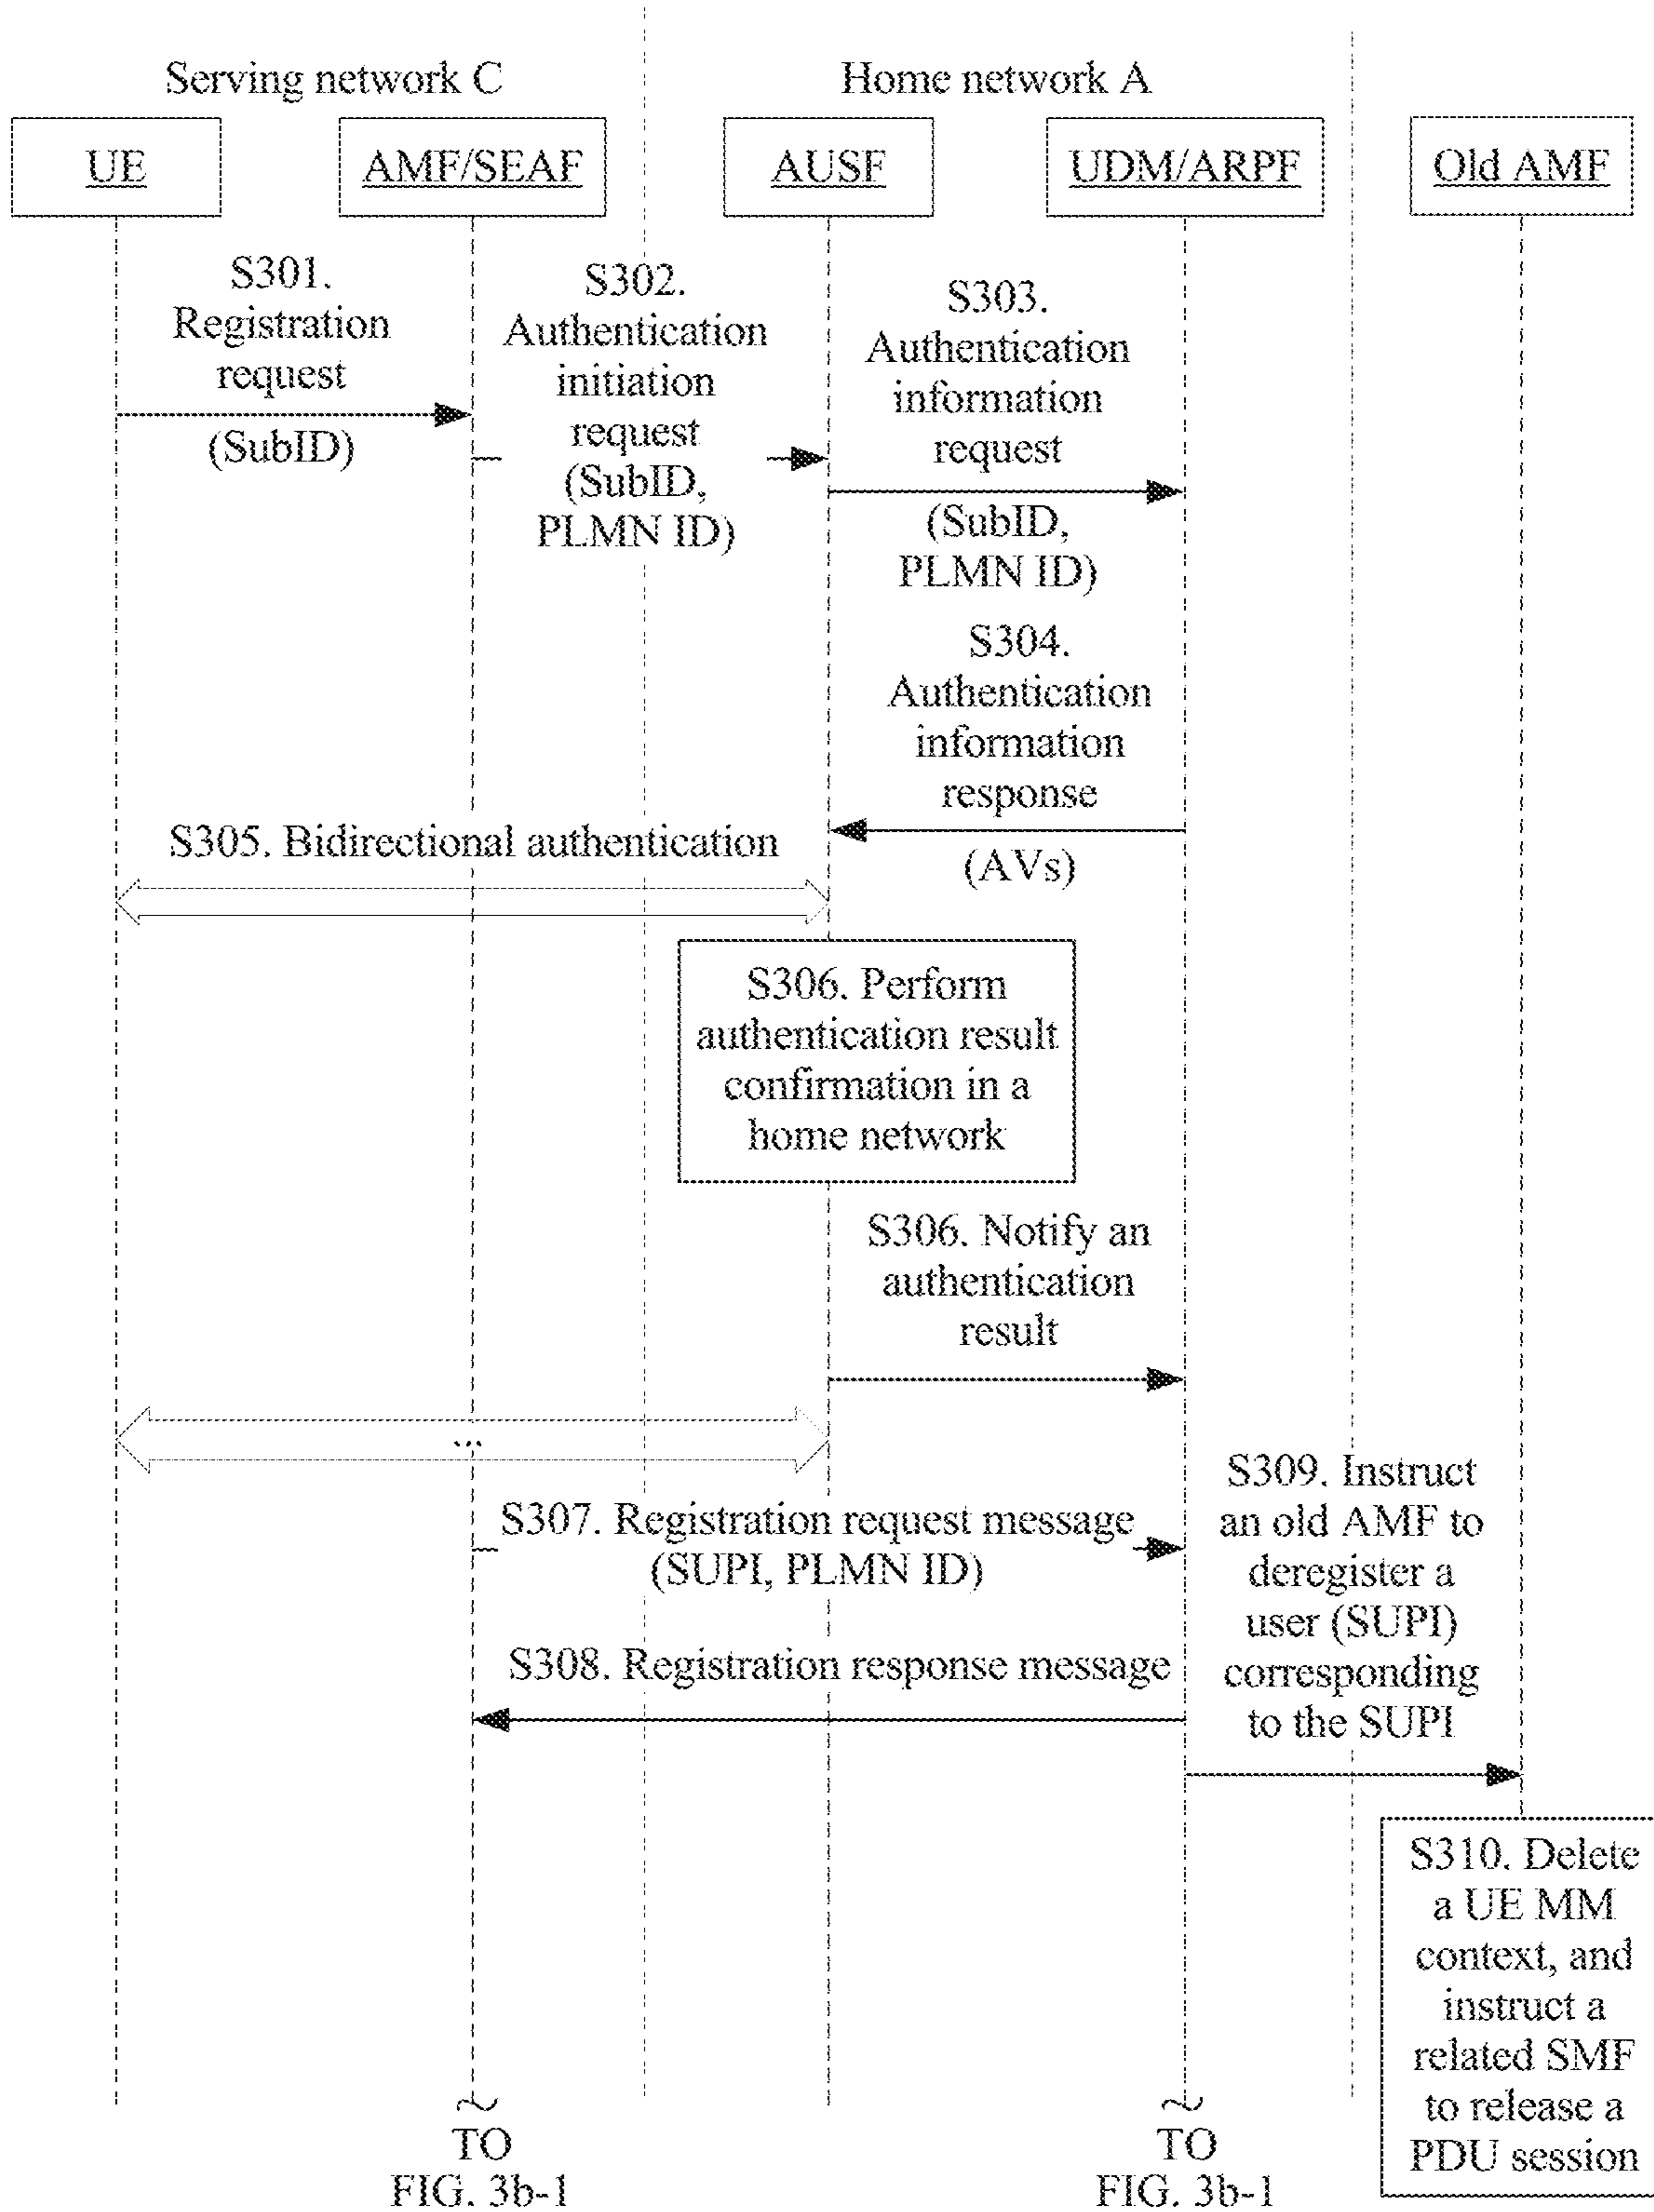 Serving network C
Home network A
UE
AMF/SEAF
AUSF
UDM/ARPF
Old AMF
S301.
Registration
request
(SubID)
S302.
Authentication
initiation
request
(SubID,
PLMN ID)
S303.
Authentication
information
request
(SubID,
PLMN ID)
S304.
Authentication
information
response
(AVs)
S305. Bidirectional authentication
S306. Perform
authentication result
confirmation in a
home network
S306. Notify an
authentication
result
...
S307. Registration request message
(SUPI, PLMN ID)
S308. Registration response message
S309. Instruct
an old AMF to
deregister a
user (SUPI)
corresponding
to the SUPI
S310. Delete
a UE MM
context, and
instruct a
related SMF
to release a
PDU session
TO
FIG. 3b-1
TO
FIG. 3b-1